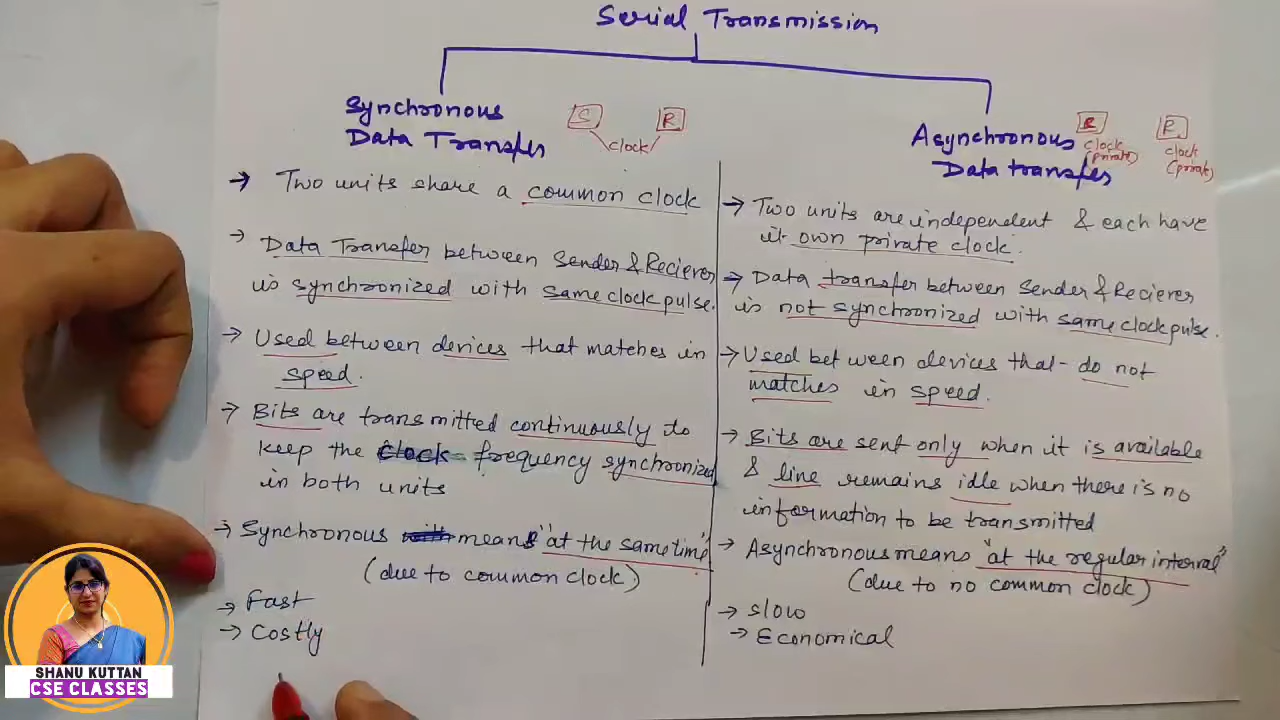 Serial Transmission
Synchronous
Data Transfer
S R
clock
→ Two units share a common clock
→ Data Transfer between Sender & Reciever
is synchronized with same clock pulse.
→ Used between devices that matches in
speed.
→ Bits are transmitted continuously to
keep the clock frequency synchronized
in both units
→ Synchronous means "at the same time"
(due to common clock)
→ Fast
→ Costly
Asynchronous
Data transfer
R
clock
(private)
clock
(private)
→ Two units are independent & each have
it own private clock.
→ Data transfer between Sender & Reciever
is not synchronized with same clock pulse.
→ Used between devices that do not
matches in speed.
→ Bits are sent only when it is available
& line remains idle when there is no
information to be transmitted
→ Asynchronous means "at the regular interval"
(due to no common clock)
→ slow
→ Economical
SHANU KUTTAN
CSE CLASSES